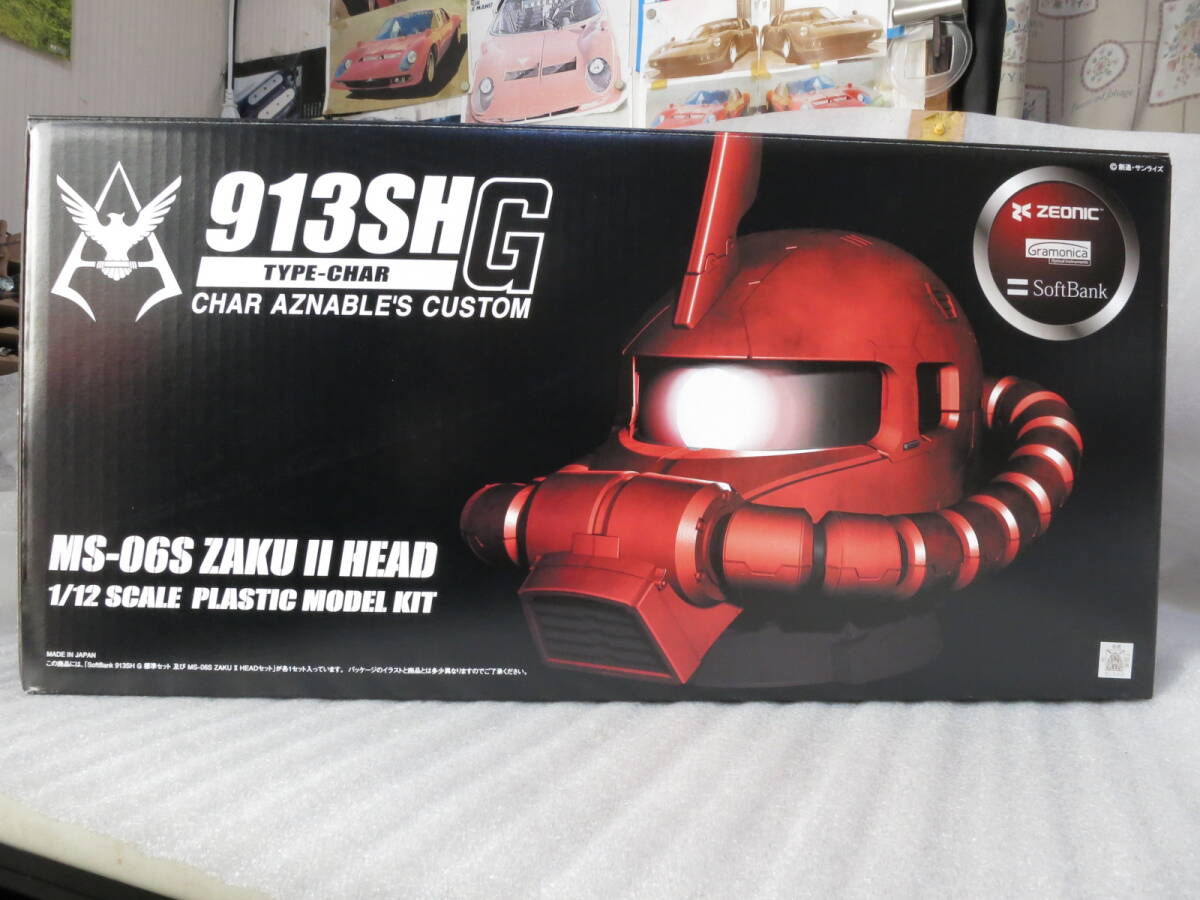 913SHG
TYPE-CHAR
CHAR AZNABLE'S CUSTOM
©創通・サンライズ
ZEONIC™
Gramonica
Optical Instruments
SoftBank
MS-06S ZAKU II HEAD
1/12 SCALE PLASTIC MODEL KIT
MADE IN JAPAN
この商品には、「SoftBank 913SH G 標準セット 及び MS-06S ZAKU II HEADセット」が各1セット入っています。 パッケージのイラストと商品とは多少異なりますのでご了承ください。